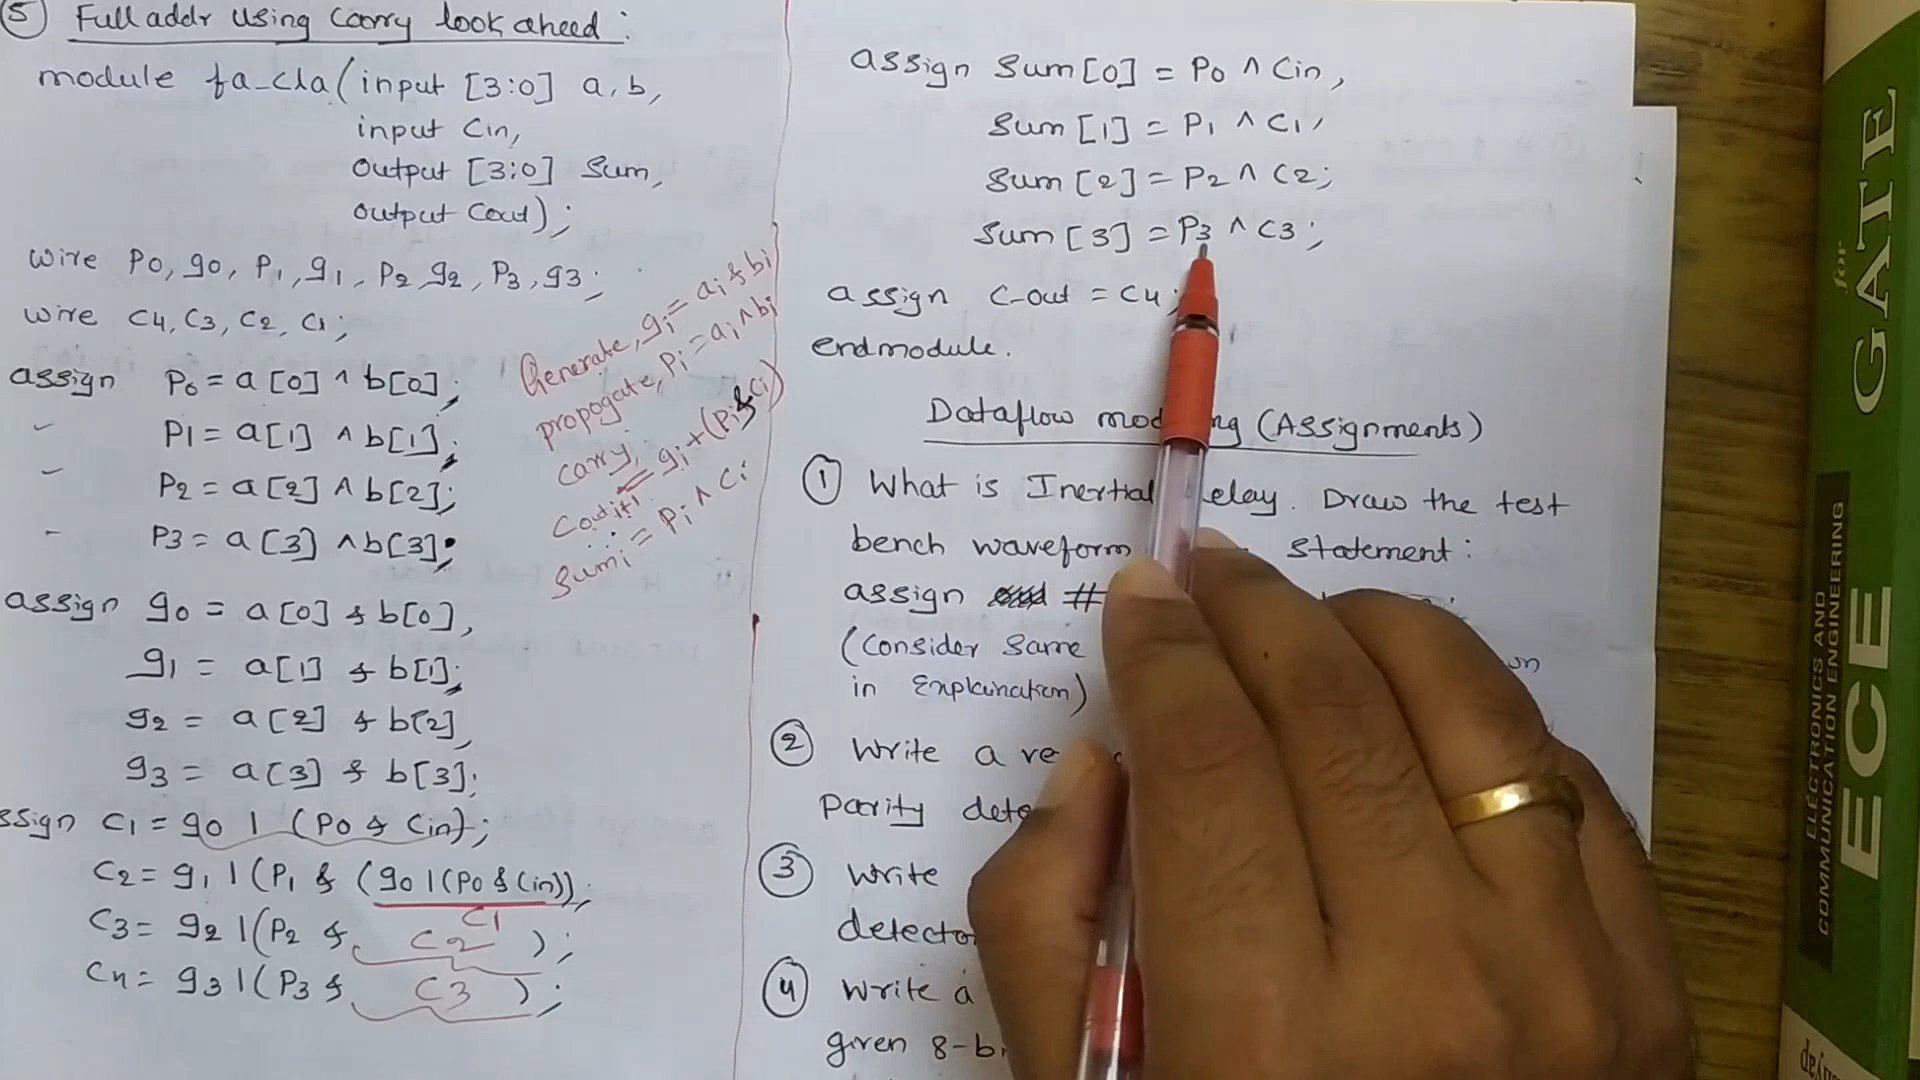 5 Full addr using carry look ahead :
module fa_cla(input [3:0] a, b,
input Cin,
output [3:0] sum,
output Cout);
wire P0, g0, P1, g1, P2, g2, P3, g3;
wire C4, C3, C2, C1;
assign P0 = a[0] ^ b[0];
P1 = a[1] ^ b[1];
P2 = a[2] ^ b[2];
P3 = a[3] ^ b[3];
assign g0 = a[0] & b[0],
g1 = a[1] & b[1];
g2 = a[2] & b[2],
g3 = a[3] & b[3];
ssign C1 = g0 | (P0 & Cin);
C2 = g1 | (P1 & (g0 | (P0 & Cin));
C1
C3 = g2 | (P2 & C2 );
C4 = g3 | (P3 & C3 );
Generate, gi = ai & bi
propogate, Pi = ai ^ bi
carry,
Couti+1 = gi + (Pi & Ci)
Sumi = Pi ^ Ci
assign Sum[0] = P0 ^ Cin,
Sum[1] = P1 ^ C1,
Sum[2] = P2 ^ C2;
Sum[3] = P3 ^ C3;
assign C-out = C4;
endmodule.
Dataflow mod ng (Assignments)
1 What is Inertial elay. Draw the test
bench waveform statement :
assign #
(Consider Same wn
in Explanation)
2 Write a re
Parity dete
3 Write
detecto
4 Write a
given 8-bi
for
GATE
ELECTRONICS AND
COMMUNICATION ENGINEERING
ECE